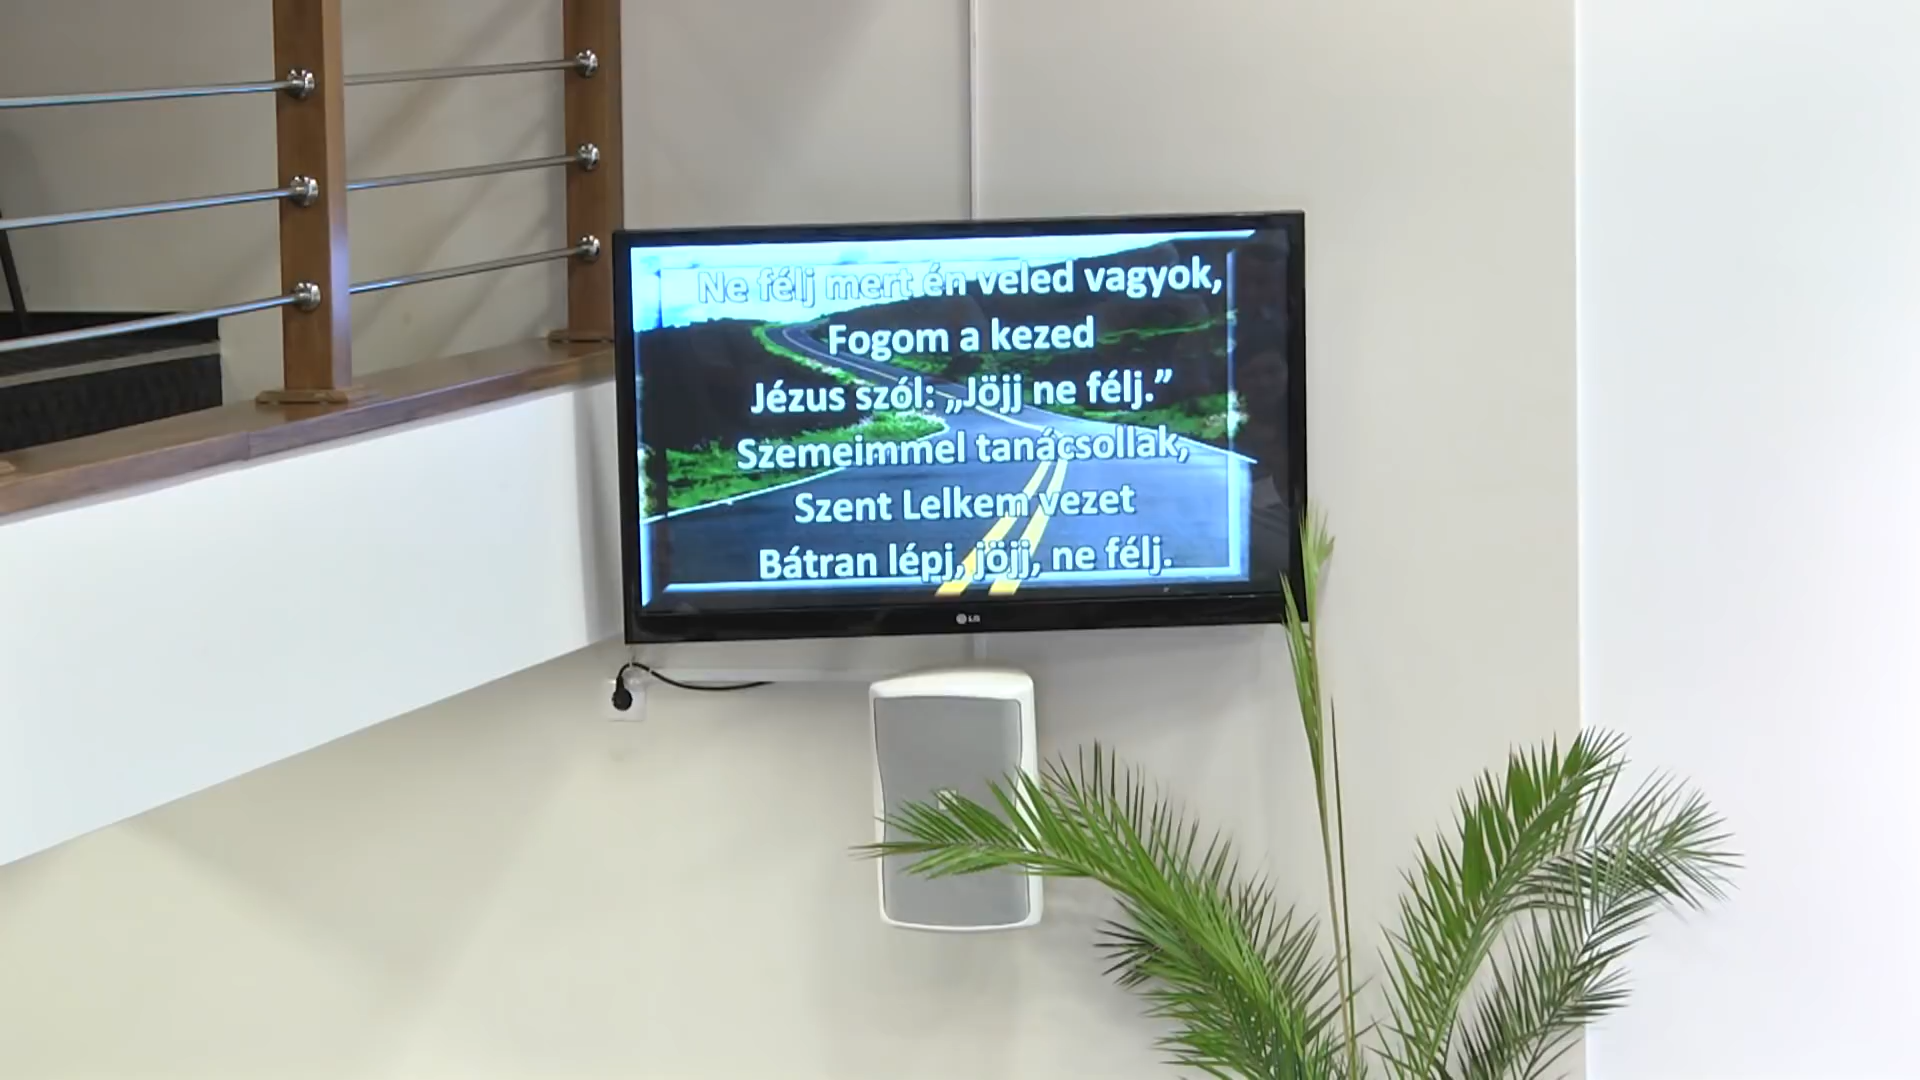 Ne félj mert én veled vagyok,
Fogom a kezed
Jézus szól: „Jöjj ne félj.”
Szemeimmel tanácsollak,
Szent Lelkem vezet
Bátran lépj, jöjj, ne félj.
LG